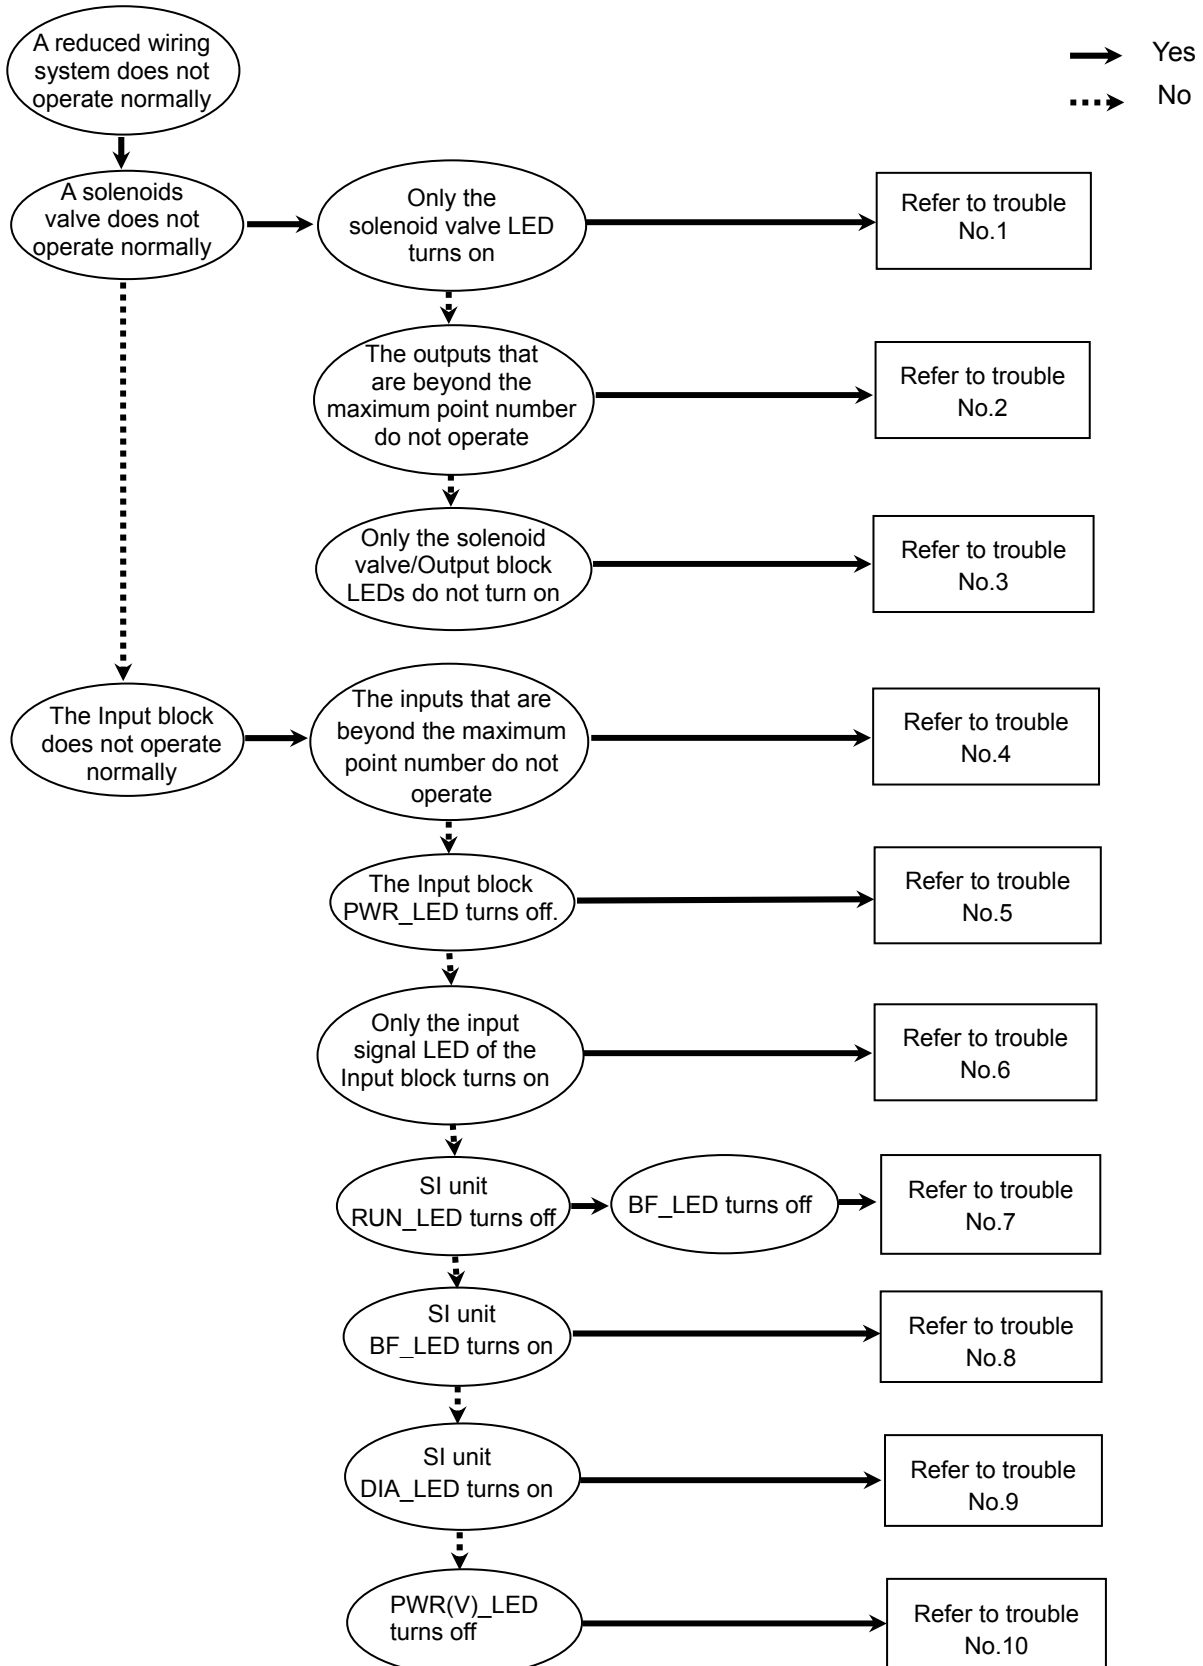 A reduced wiring
system does not
operate normally
Yes
No
A solenoids
valve does not
operate normally
Only the
solenoid valve LED
turns on
Refer to trouble
No.1
The outputs that
are beyond the
maximum point number
do not operate
Refer to trouble
No.2
Only the solenoid
valve/Output block
LEDs do not turn on
Refer to trouble
No.3
The Input block
does not operate
normally
The inputs that are
beyond the maximum
point number do not
operate
Refer to trouble
No.4
The Input block
PWR_LED turns off.
Refer to trouble
No.5
Only the input
signal LED of the
Input block turns on
Refer to trouble
No.6
SI unit
RUN_LED turns off
BF_LED turns off
Refer to trouble
No.7
SI unit
BF_LED turns on
Refer to trouble
No.8
SI unit
DIA_LED turns on
Refer to trouble
No.9
PWR(V)_LED
turns off
Refer to trouble
No.10